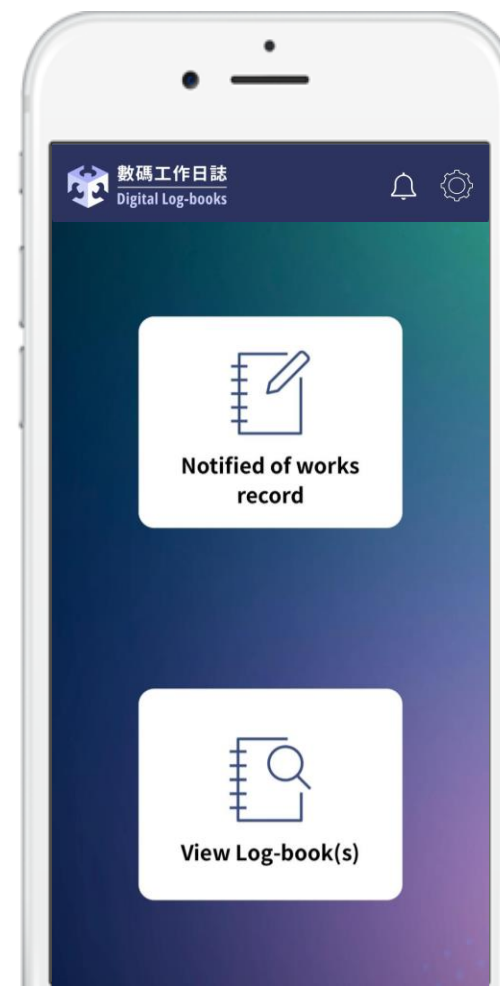 數碼工作日誌
Digital Log-books
Notified of works
record
View Log-book(s)